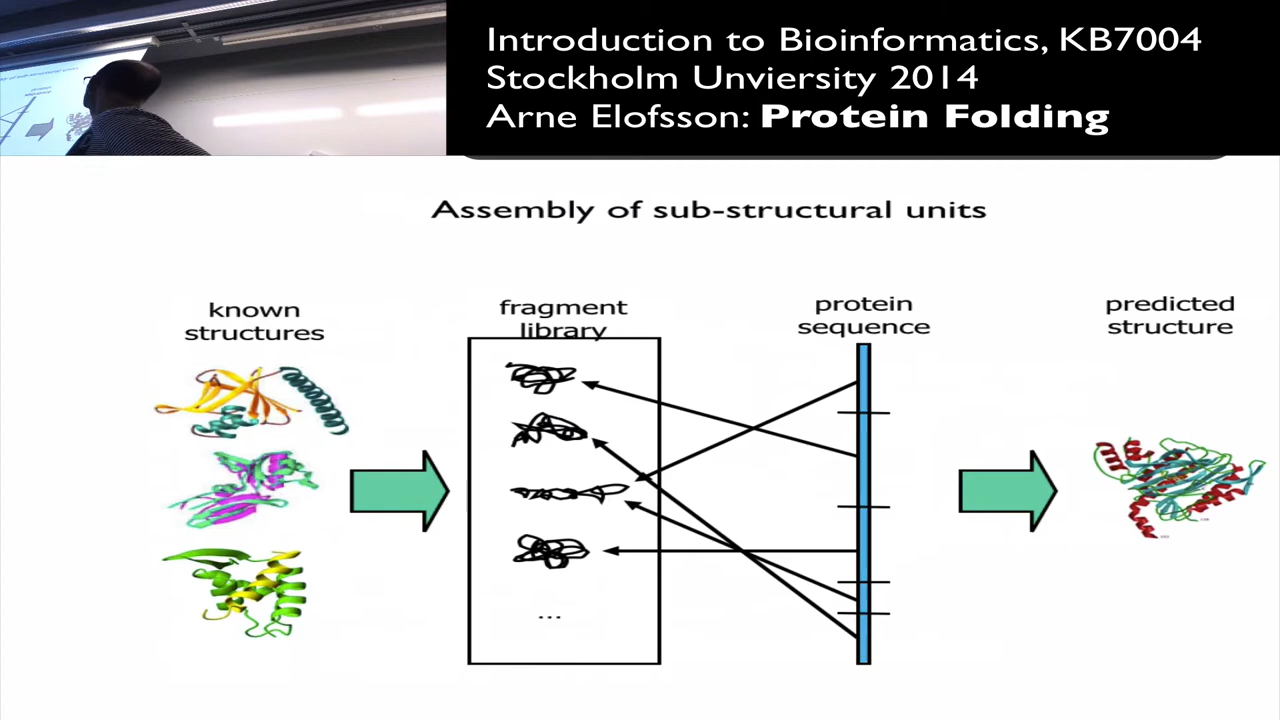 Introduction to Bioinformatics, KB7004
Stockholm Unviersity 2014
Arne Elofsson: Protein Folding
Assembly of sub-structural units
known
structures
fragment
library
...
protein
sequence
predicted
structure